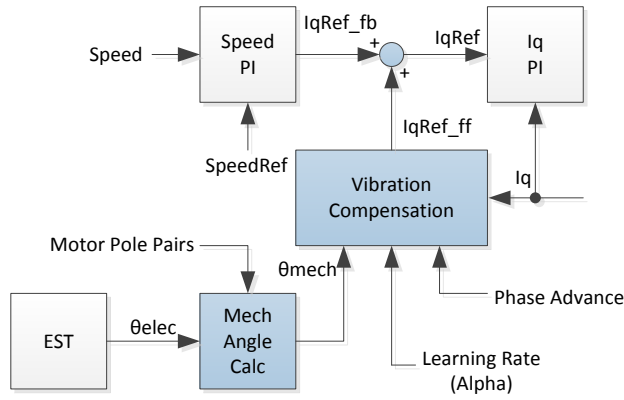 IqRef_fb
Speed
Speed
PI
+
+
IqRef
Iq
PI
IqRef_ff
SpeedRef
Vibration
Compensation
Iq
Motor Pole Pairs
θmech
EST
θelec
Mech
Angle
Calc
Phase Advance
Learning Rate
(Alpha)